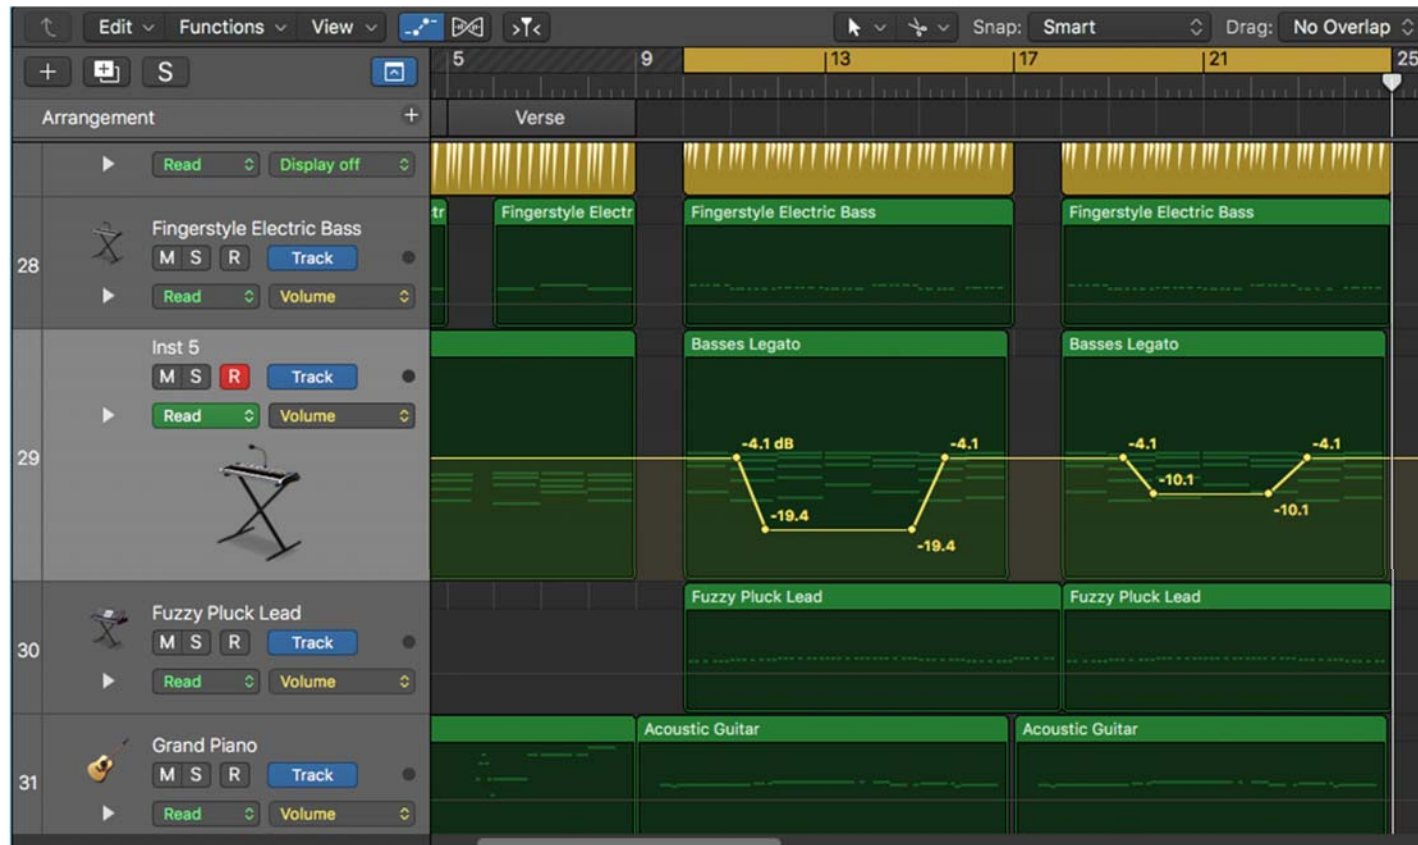 Edit Functions View Snap: Smart Drag: No Overlap
5 9 13 17 21 25
+ S
Arrangement + Verse
Read Display off
tr Fingerstyle Electr Fingerstyle Electric Bass Fingerstyle Electric Bass
28 Fingerstyle Electric Bass
M S R Track
Read Volume
Inst 5 Basses Legato Basses Legato
M S R Track
Read Volume
29
-4.1 dB -4.1 -4.1 -4.1
-19.4 -19.4 -10.1 -10.1
Fuzzy Pluck Lead Fuzzy Pluck Lead
30 Fuzzy Pluck Lead
M S R Track
Read Volume
Acoustic Guitar Acoustic Guitar
31 Grand Piano
M S R Track
Read Volume